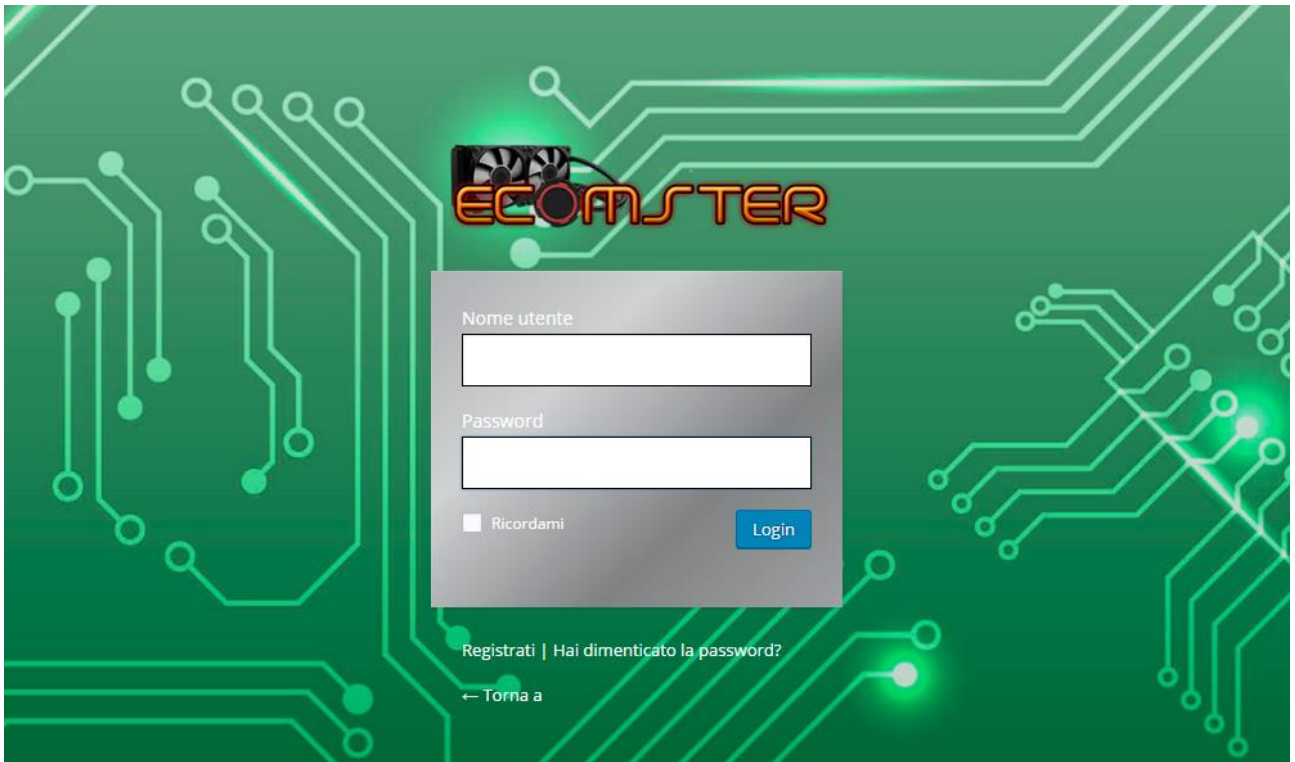 ECOMSTER
Nome utente
Password
Ricordami
Login
Registrati | Hai dimenticato la password?
← Torna a